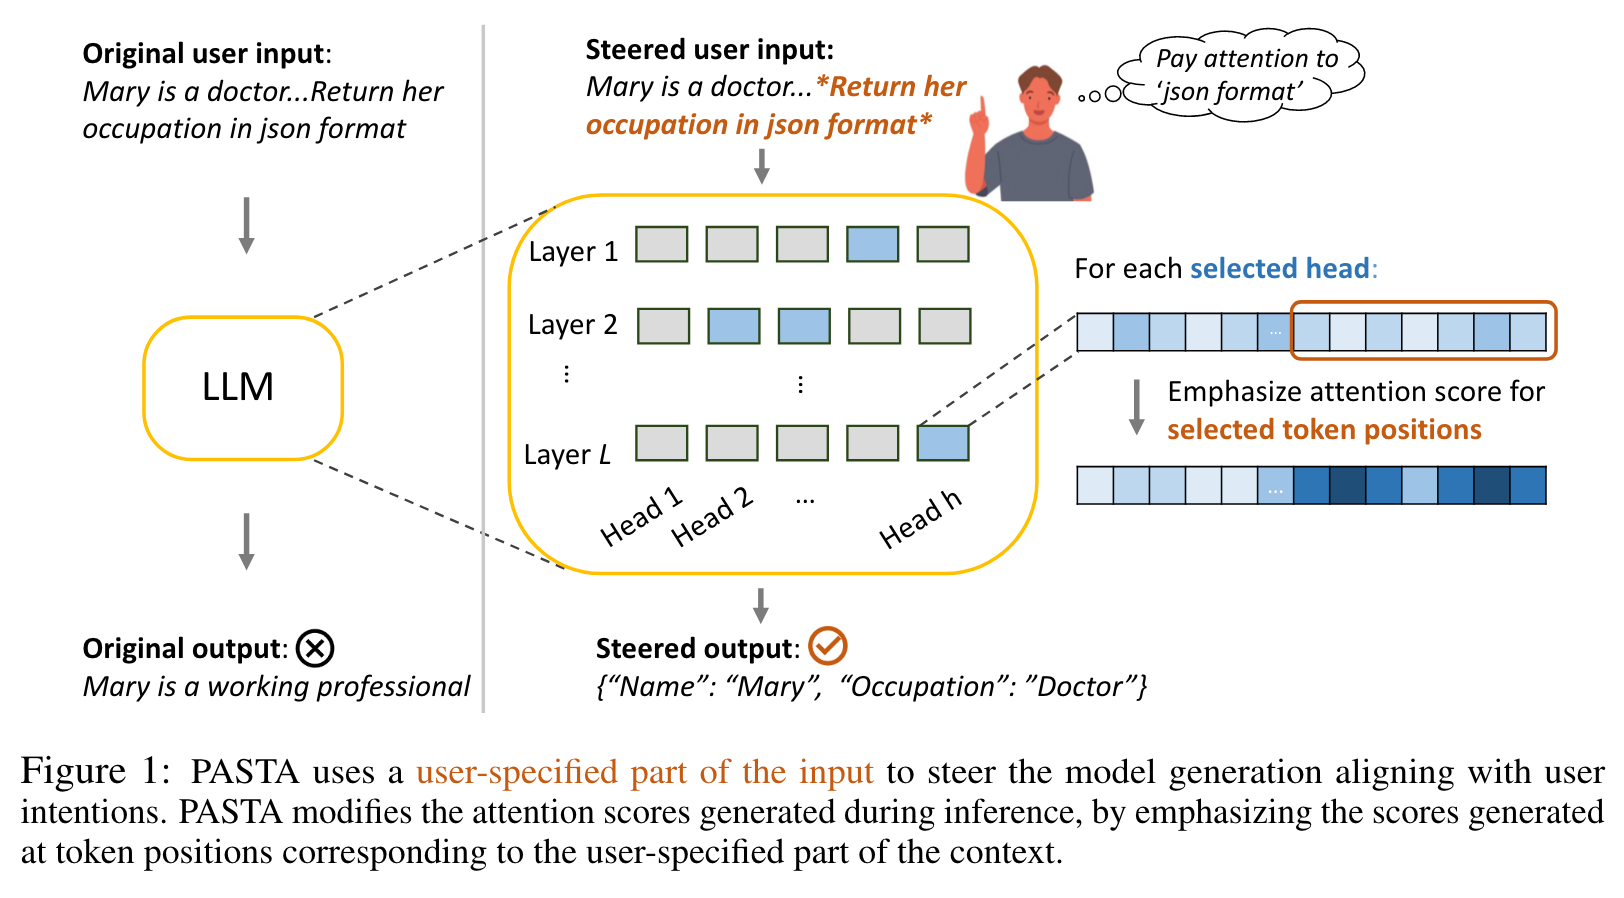 Original user input:
Mary is a doctor...Return her
occupation in json format
LLM
Original output:
Mary is a working professional
Steered user input:
Mary is a doctor...*Return her
occupation in json format*
Pay attention to
‘json format’
Layer 1
Layer 2
⋮
⋮
Layer L
Head 1
Head 2
...
Head h
For each selected head:
...
Emphasize attention score for
selected token positions
...
Steered output:
{“Name”: “Mary”, “Occupation”: ”Doctor”}
Figure 1: PASTA uses a user-specified part of the input to steer the model generation aligning with user
intentions. PASTA modifies the attention scores generated during inference, by emphasizing the scores generated
at token positions corresponding to the user-specified part of the context.